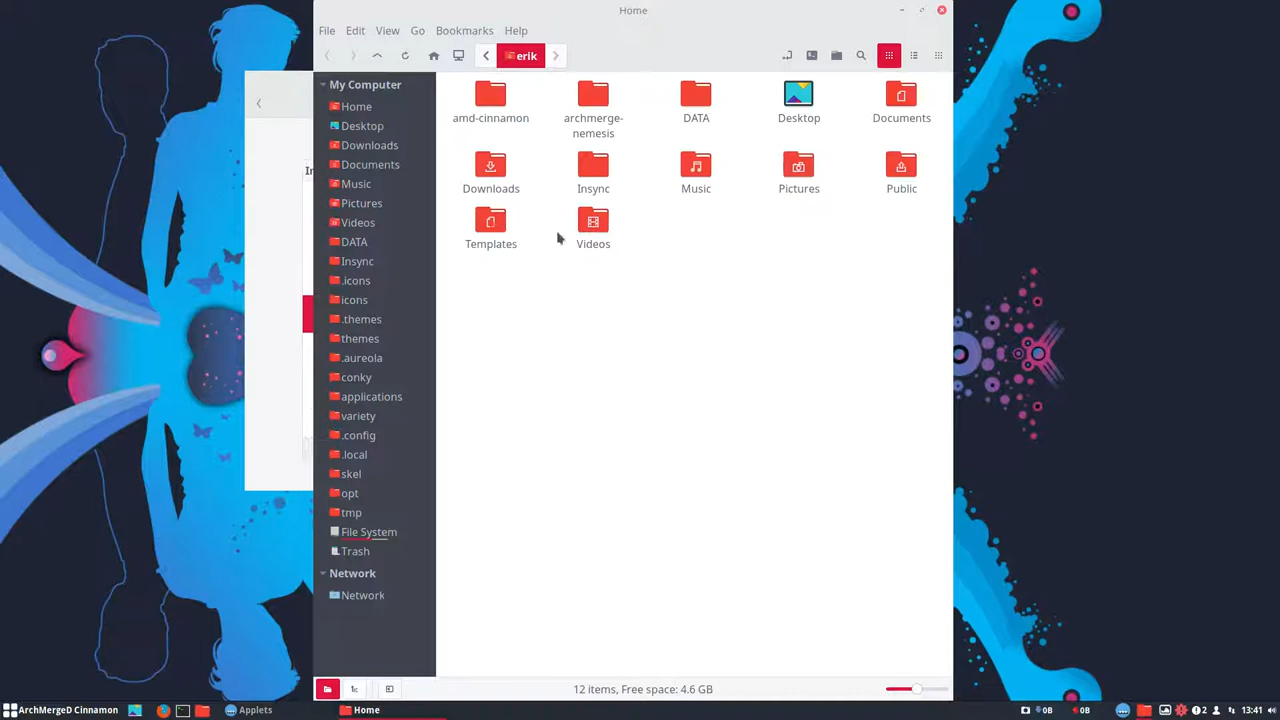 Home
File Edit View Go Bookmarks Help
erik
My Computer
Home
Desktop
Downloads
Documents
Music
Pictures
Videos
DATA
Insync
.icons
icons
.themes
themes
.aureola
conky
applications
variety
.config
.local
skel
opt
tmp
File System
Trash
Network
Network
amd-cinnamon
archmerge-
nemesis
DATA
Desktop
Documents
Downloads
Insync
Music
Pictures
Public
Templates
Videos
12 items, Free space: 4.6 GB
ArchMergeD Cinnamon
Applets
Home
2
0B
0B
13:41